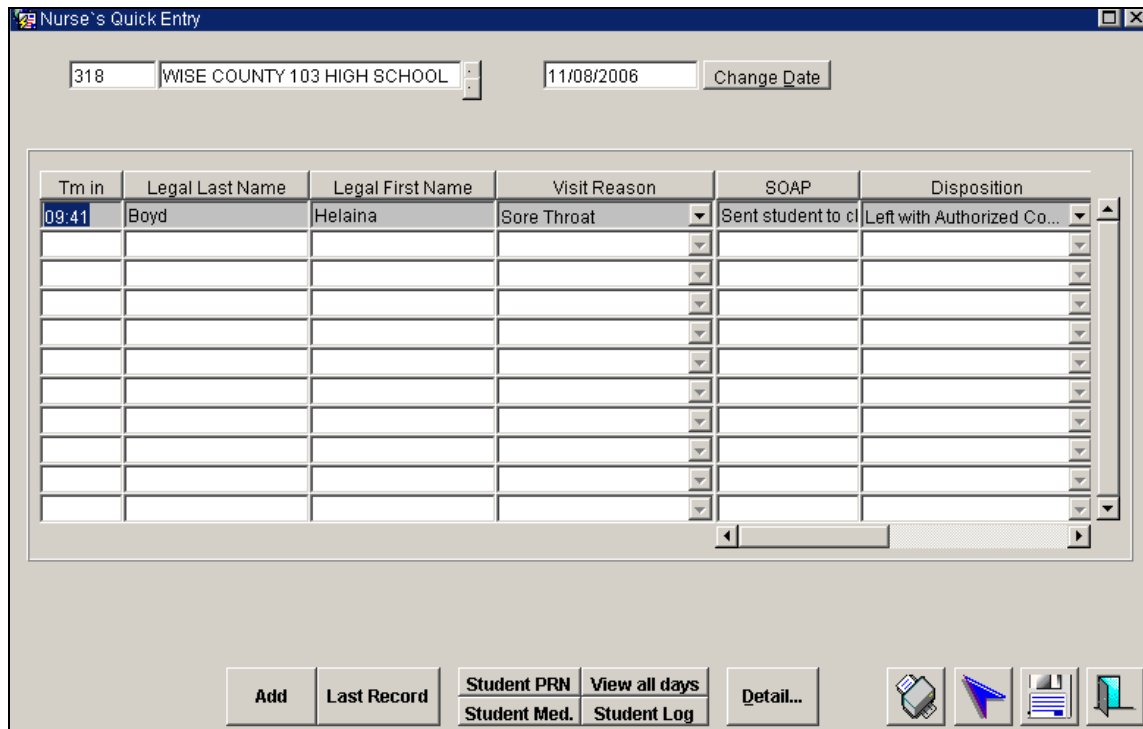 Nurse`s Quick Entry
318 WISE COUNTY 103 HIGH SCHOOL 11/08/2006 Change Date
Tm in Legal Last Name Legal First Name Visit Reason SOAP Disposition
09:41 Boyd Helaina Sore Throat Sent student to cl Left with Authorized Co...
Add Last Record Student PRN View all days Detail...
Student Med. Student Log